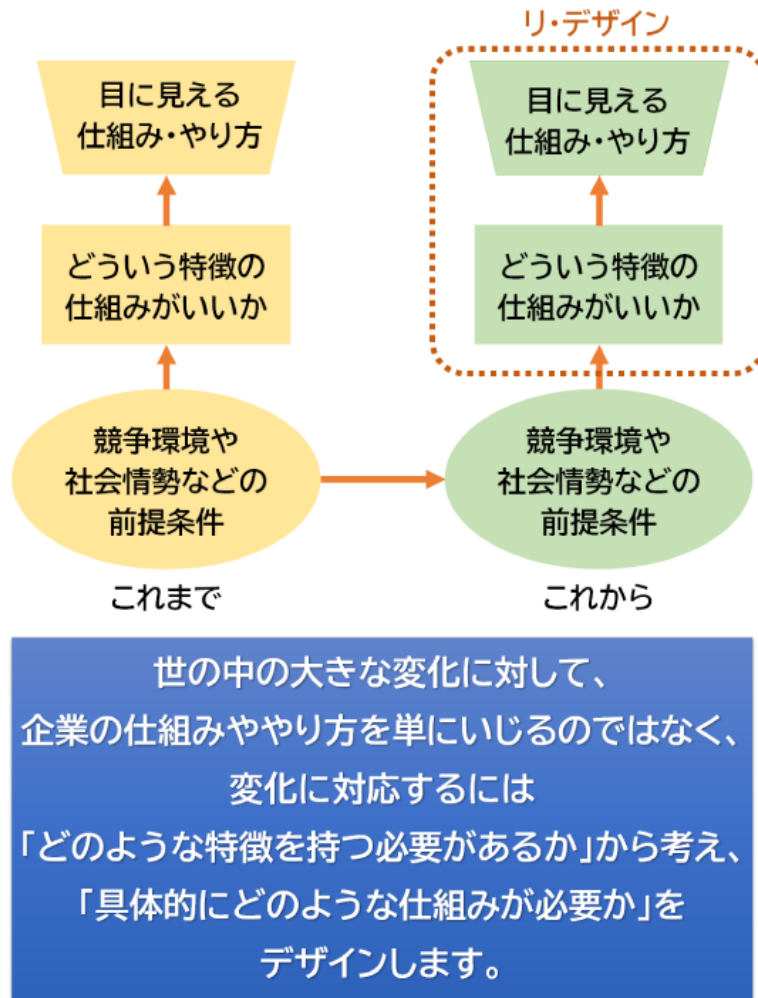 リ・デザイン
目に見える
仕組み・やり方
どういう特徴の
仕組みがいいか
競争環境や
社会情勢などの
前提条件
これまで
目に見える
仕組み・やり方
どういう特徴の
仕組みがいいか
競争環境や
社会情勢などの
前提条件
これから
世の中の大きな変化に対して、
企業の仕組みややり方を単にいじるのではなく、
変化に対応するには
「どのような特徴を持つ必要があるか」から考え、
「具体的にどのような仕組みが必要か」を
デザインします。